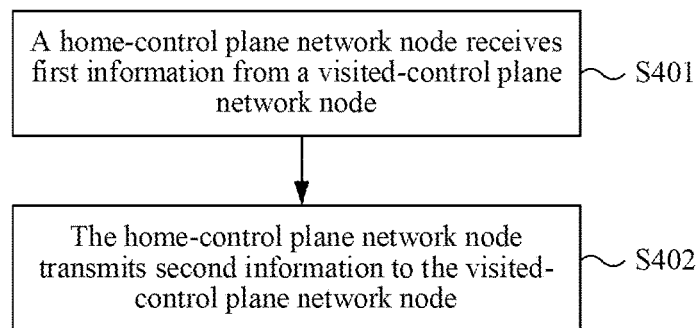 A home-control plane network node receives
first information from a visited-control plane
network node
S401
The home-control plane network node
transmits second information to the visited-
control plane network node
S402